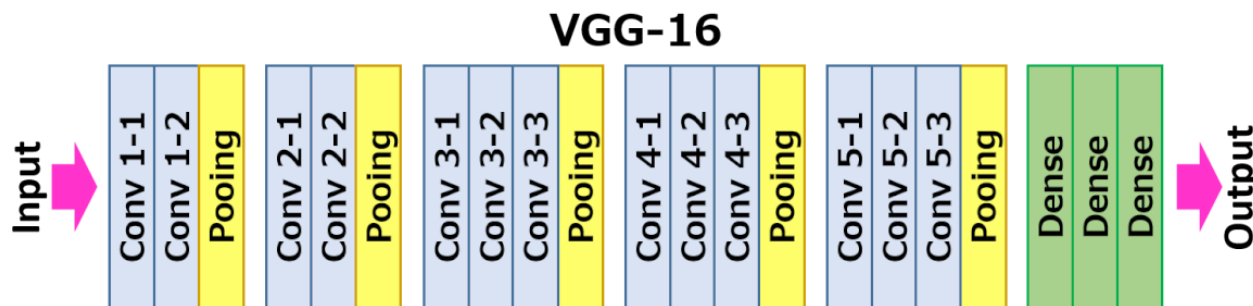 VGG-16
Input
Conv 1-1
Conv 1-2
Pooing
Conv 2-1
Conv 2-2
Pooing
Conv 3-1
Conv 3-2
Conv 3-3
Pooing
Conv 4-1
Conv 4-2
Conv 4-3
Pooing
Conv 5-1
Conv 5-2
Conv 5-3
Pooing
Dense
Dense
Dense
Output